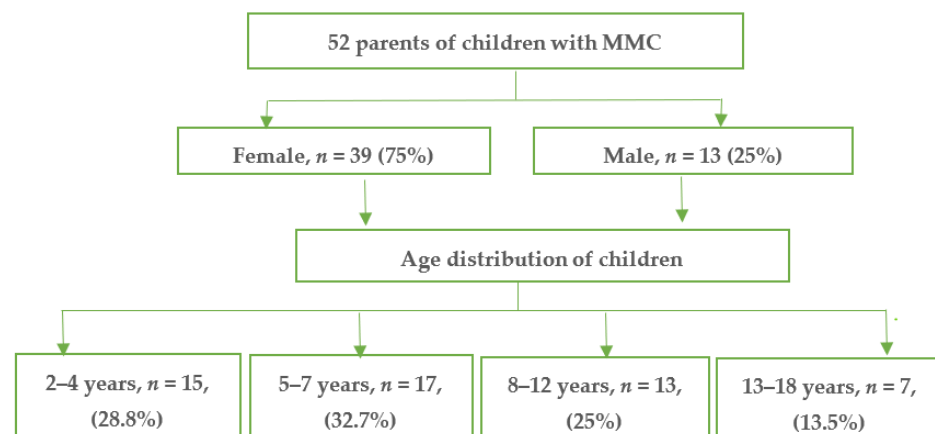 52 parents of children with MMC
Female, n = 39 (75%)
Male, n = 13 (25%)
Age distribution of children
2–4 years, n = 15,
(28.8%)
5–7 years, n = 17,
(32.7%)
8–12 years, n = 13,
(25%)
13–18 years, n = 7,
(13.5%)